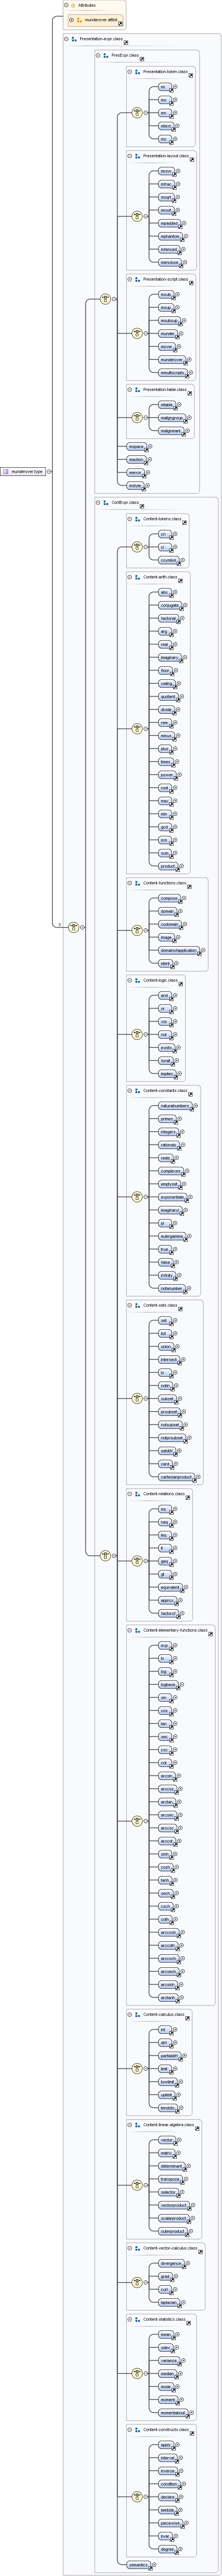 Attributes
munderover.attlist
Presentation-expr.class
PresExpr.class
Presentation-token.class
mi
mo
mn
mtext
ms
Presentation-layout.class
mrow
mfrac
msqrt
mroot
mpadded
mphantom
mfenced
menclose
Presentation-script.class
msub
msup
msubsup
munder
mover
munderover
mmultiscripts
Presentation-table.class
mtable
maligngroup
malignmark
mspace
maction
merror
mstyle
munderover.type
ContExpr.class
Content-tokens.class
cn
ci
csymbol
Content-arith.class
abs
conjugate
factorial
arg
real
imaginary
floor
ceiling
quotient
divide
rem
minus
plus
times
power
root
max
min
gcd
lcm
sum
product
3
Content-functions.class
compose
domain
codomain
image
domainofapplication
ident
Content-logic.class
and
or
xor
not
exists
forall
implies
Content-constants.class
naturalnumbers
primes
integers
rationals
reals
complexes
emptyset
exponentiale
imaginaryi
pi
eulergamma
true
false
infinity
notanumber
Content-sets.class
set
list
union
intersect
in
notin
subset
prsubset
notsubset
notprsubset
setdiff
card
cartesianproduct
Content-relations.class
eq
neq
leq
lt
geq
gt
equivalent
approx
factorof
Content-elementary-functions.class
exp
ln
log
logbase
sin
cos
tan
sec
csc
cot
arcsin
arccos
arctan
arcsec
arccsc
arccot
sinh
cosh
tanh
sech
csch
coth
arccosh
arccoth
arccsch
arcsech
arcsinh
arctanh
Content-calculus.class
int
diff
partialdiff
limit
lowlimit
uplimit
tendsto
Content-linear-algebra.class
vector
matrix
determinant
transpose
selector
vectorproduct
scalarproduct
outerproduct
Content-vector-calculus.class
divergence
grad
curl
laplacian
Content-statistics.class
mean
sdev
variance
median
mode
moment
momentabout
Content-constructs.class
apply
interval
inverse
condition
declare
lambda
piecewise
bvar
degree
semantics